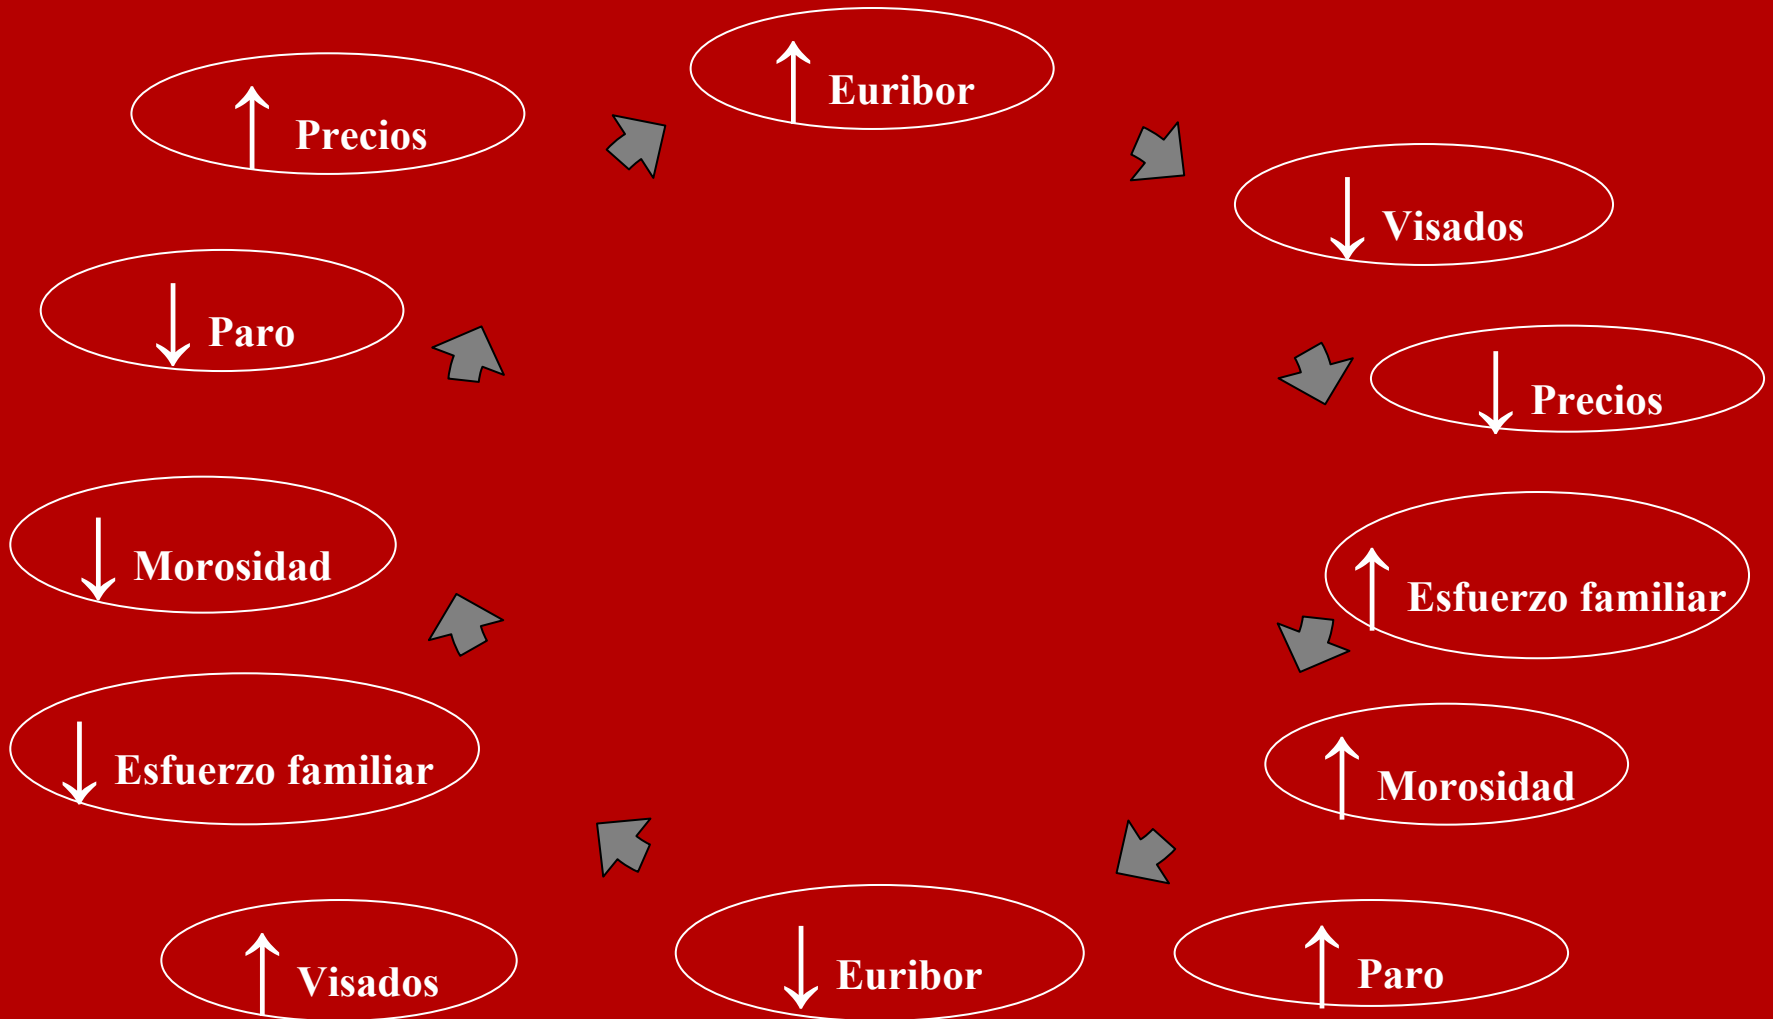 ↑ Euribor
↑ Precios
↓ Visados
↓ Paro
↓ Precios
↓ Morosidad
↑ Esfuerzo familiar
↓ Esfuerzo familiar
↑ Morosidad
↑ Visados
↓ Euribor
↑ Paro